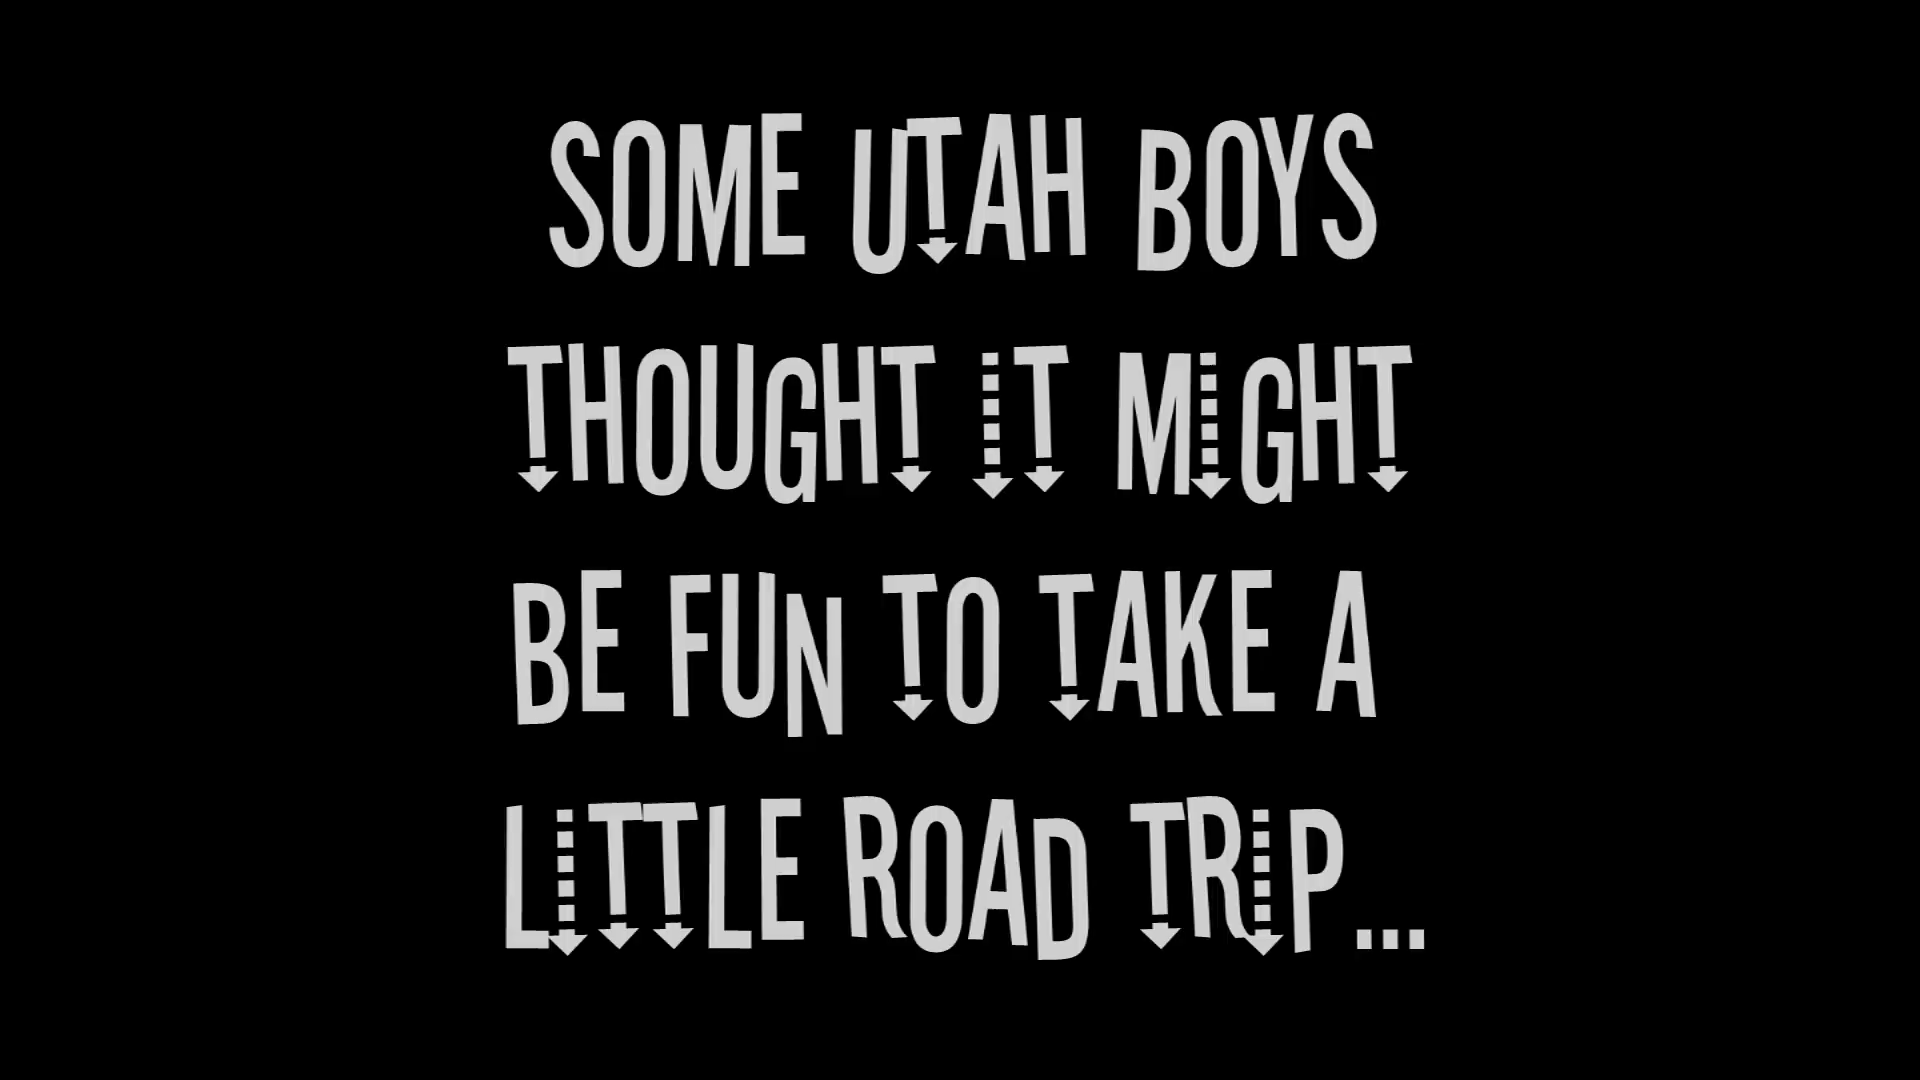 SOME UTAH BOYS
THOUGHT IT MIGHT
BE FUN TO TAKE A
LITTLE ROAD TRIP...